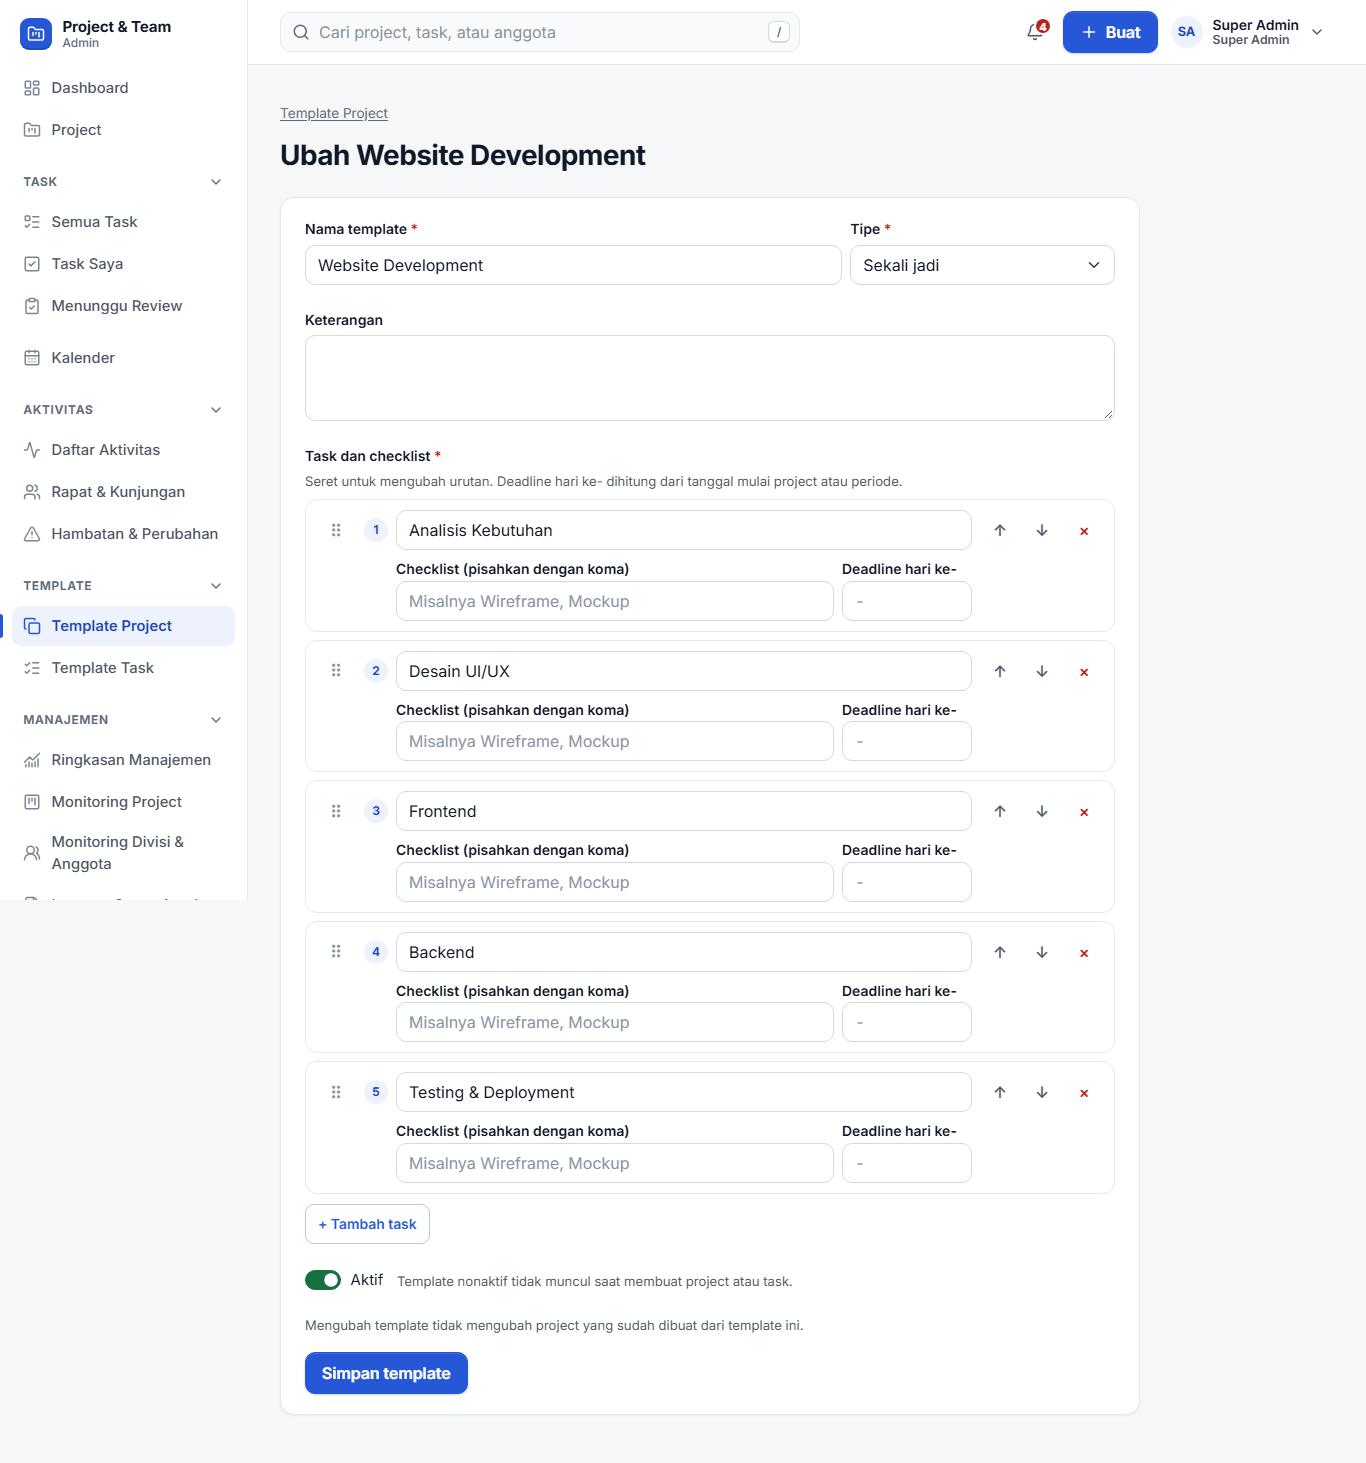 Project & Team
Admin
Cari project, task, atau anggota
/
4
+ Buat
SA
Super Admin
Super Admin
Dashboard
Project
TASK
Semua Task
Task Saya
Menunggu Review
Kalender
AKTIVITAS
Daftar Aktivitas
Rapat & Kunjungan
Hambatan & Perubahan
TEMPLATE
Template Project
Template Task
MANAJEMEN
Ringkasan Manajemen
Monitoring Project
Monitoring Divisi &
Anggota
Template Project
Ubah Website Development
Nama template *
Tipe *
Website Development
Sekali jadi
Keterangan
Task dan checklist *
Seret untuk mengubah urutan. Deadline hari ke- dihitung dari tanggal mulai project atau periode.
1
Analisis Kebutuhan
↑ ↓ ×
Checklist (pisahkan dengan koma)
Deadline hari ke-
Misalnya Wireframe, Mockup
-
2
Desain UI/UX
↑ ↓ ×
Checklist (pisahkan dengan koma)
Deadline hari ke-
Misalnya Wireframe, Mockup
-
3
Frontend
↑ ↓ ×
Checklist (pisahkan dengan koma)
Deadline hari ke-
Misalnya Wireframe, Mockup
-
4
Backend
↑ ↓ ×
Checklist (pisahkan dengan koma)
Deadline hari ke-
Misalnya Wireframe, Mockup
-
5
Testing & Deployment
↑ ↓ ×
Checklist (pisahkan dengan koma)
Deadline hari ke-
Misalnya Wireframe, Mockup
-
+ Tambah task
Aktif
Template nonaktif tidak muncul saat membuat project atau task.
Mengubah template tidak mengubah project yang sudah dibuat dari template ini.
Simpan template